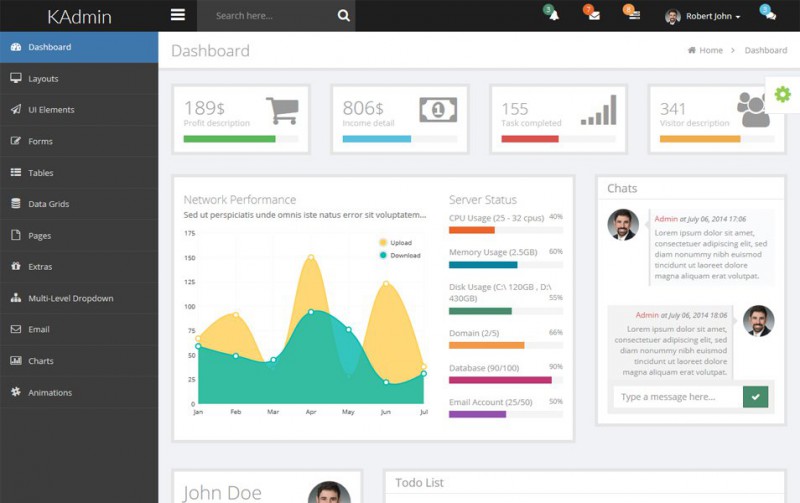 KAdmin
Search here...
3
7
8
Robert John
3
Dashboard
Layouts
UI Elements
Forms
Tables
Data Grids
Pages
Extras
Multi-Level Dropdown
Email
Charts
Animations
Dashboard
Home > Dashboard
189$
Profit description
806$
Income detail
155
Task completed
341
Visitor description
Network Performance
Sed ut perspiciatis unde omnis iste natus error sit voluptatem...
Upload
Download
175
150
125
100
75
50
25
0
Jan Feb Mar Apr May Jun Jul
Server Status
CPU Usage (25 - 32 cpus) 40%
Memory Usage (2.5GB) 60%
Disk Usage (C:\ 120GB , D:\
430GB) 55%
Domain (2/5) 66%
Database (90/100) 90%
Email Account (25/50) 50%
Chats
Admin at July 06, 2014 17:06
Lorem ipsum dolor sit amet,
consectetuer adipiscing elit, sed
diam nonummy nibh euismod
tincidunt ut laoreet dolore
magna aliquam erat volutpat.
Admin at July 06, 2014 18:06
Lorem ipsum dolor sit amet,
consectetuer adipiscing elit, sed
diam nonummy nibh euismod
tincidunt ut laoreet dolore
magna aliquam erat volutpat.
Type a message here...
John Doe
Todo List